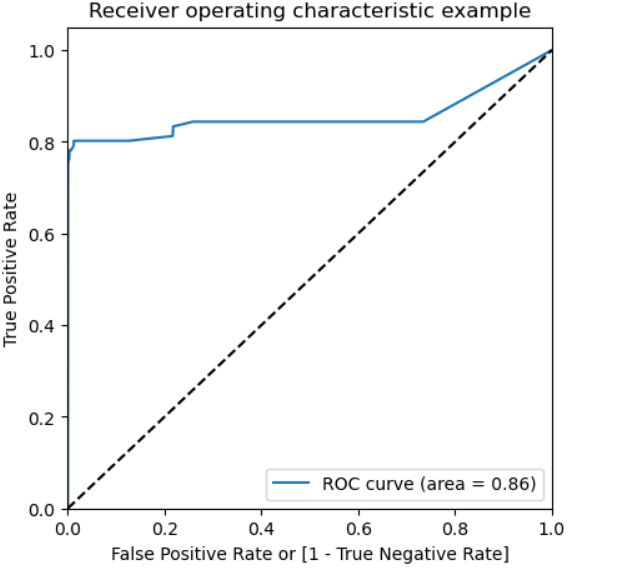 Receiver operating characteristic example
1.0
0.8
0.6
0.4
0.2
0.0
True Positive Rate
ROC curve (area = 0.86)
0.0 0.2 0.4 0.6 0.8 1.0
False Positive Rate or [1 - True Negative Rate]